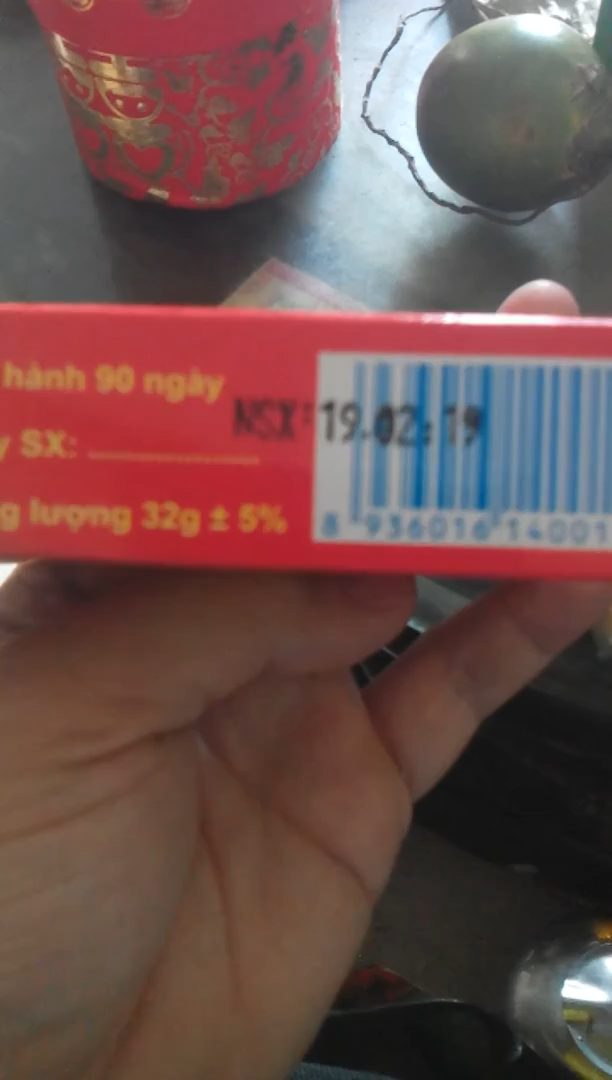 hành 90 ngày
NSX: 19.02:19
y SX:
g lượng 32g ± 5%
8 936016 14001